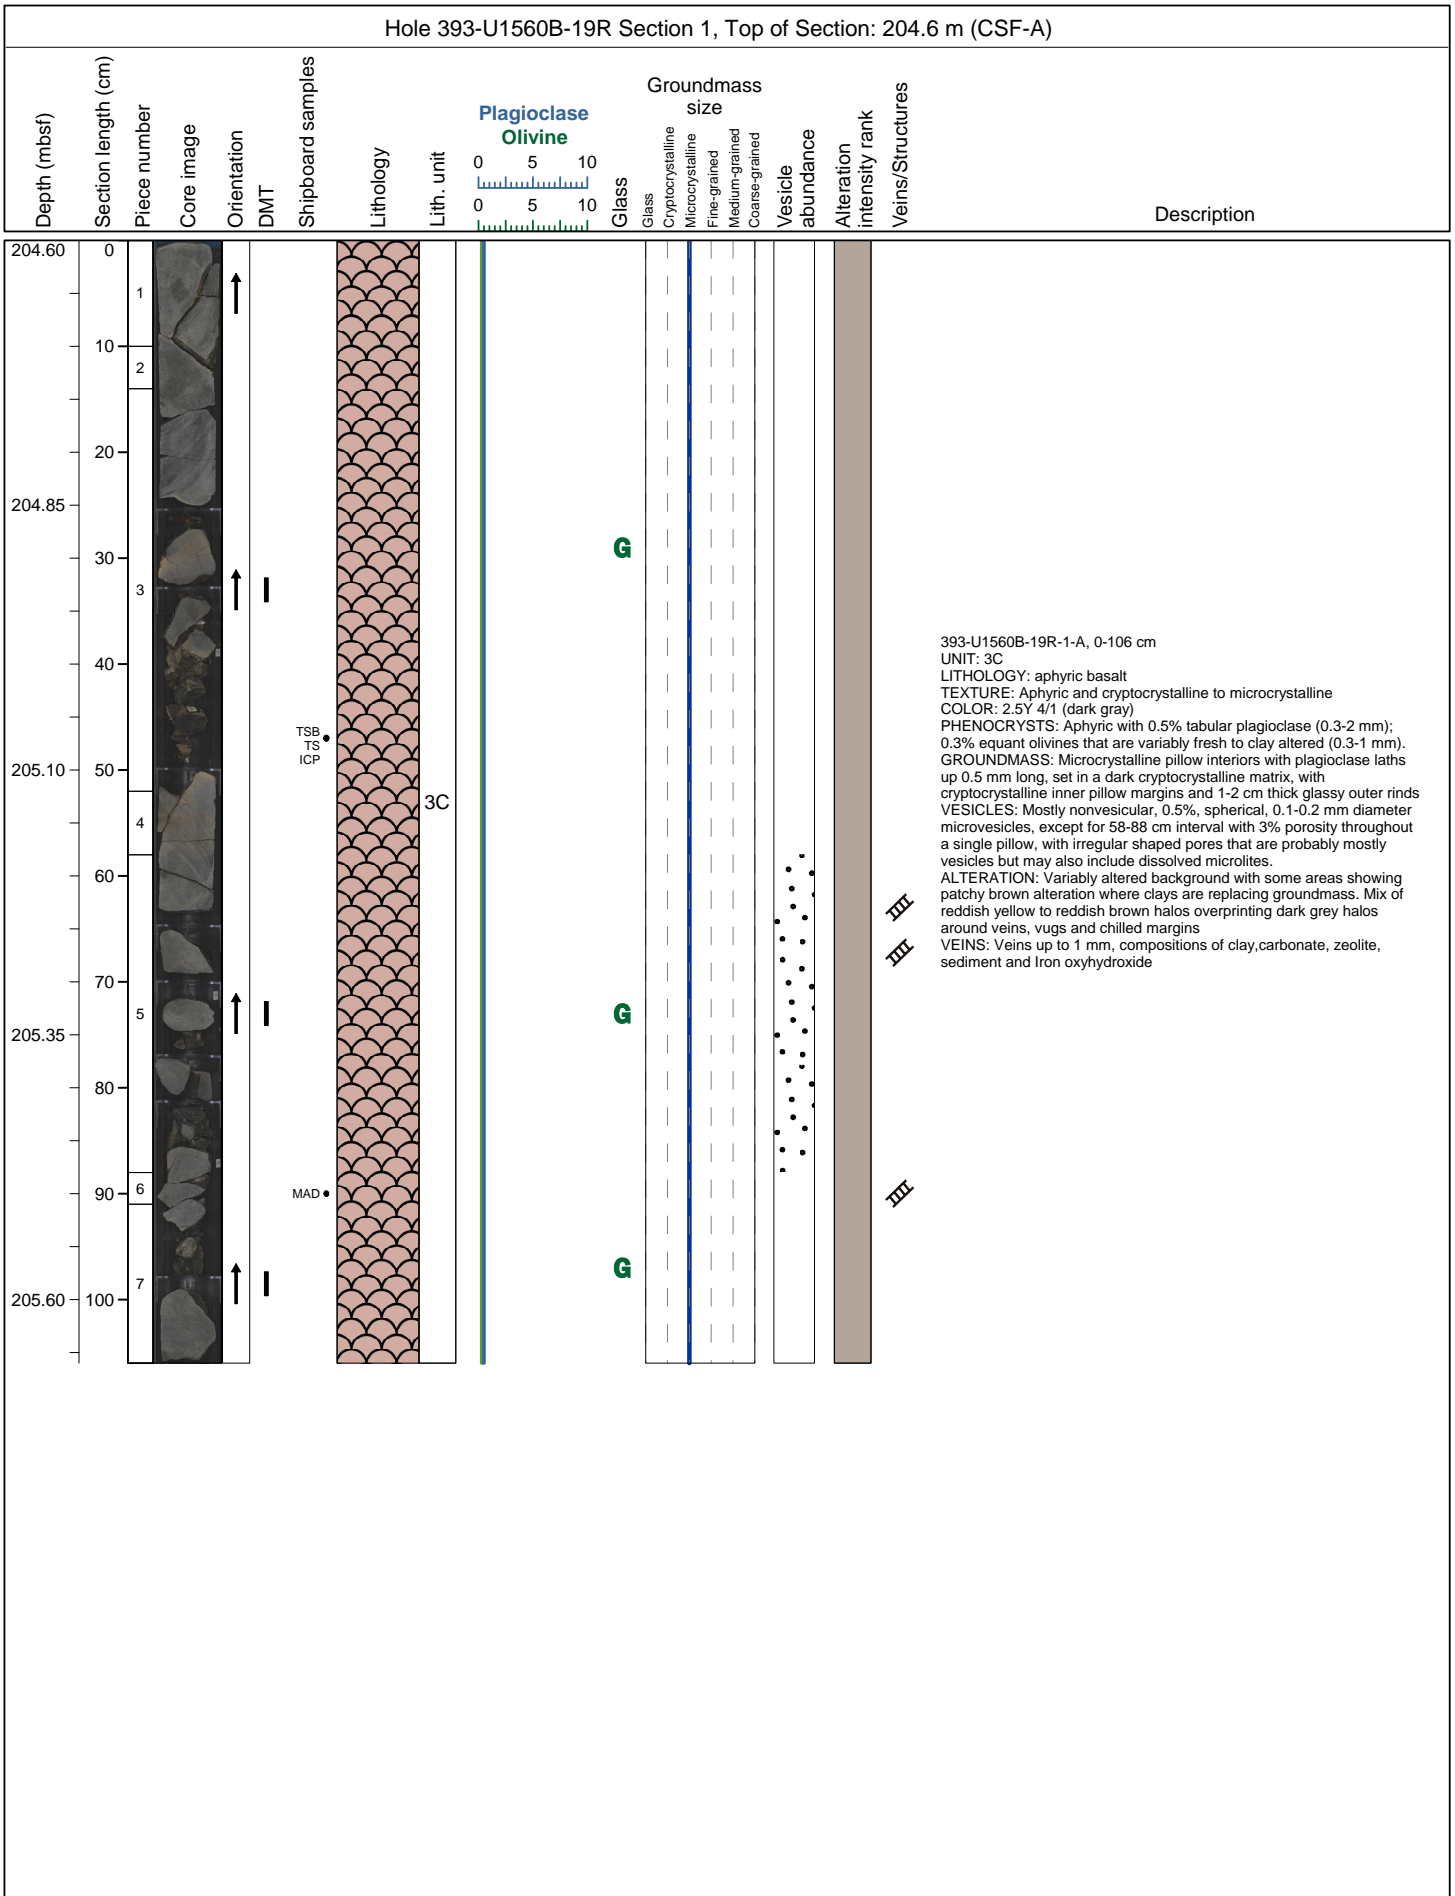 Hole 393-U1560B-19R Section 1, Top of Section: 204.6 m (CSF-A)
Depth (mbsf)
Section length (cm)
Piece number
Core image
Orientation
DMT
Shipboard samples
Lithology
Lith. unit
Plagioclase
Olivine
0 5 10
0 5 10
Glass
Groundmass
size
Glass
Cryptocrystalline
Microcrystalline
Fine-grained
Medium-grained
Coarse-grained
Vesicle
abundance
Alteration
intensity rank
Veins/Structures
Description
204.60
204.85
205.10
205.35
205.60
0
10
20
30
40
50
60
70
80
90
100
1
2
3
4
5
6
7
TSB
TS
ICP
MAD
3C
G
G
G
393-U1560B-19R-1-A, 0-106 cm
UNIT: 3C
LITHOLOGY: aphyric basalt
TEXTURE: Aphyric and cryptocrystalline to microcrystalline
COLOR: 2.5Y 4/1 (dark gray)
PHENOCRYSTS: Aphyric with 0.5% tabular plagioclase (0.3-2 mm);
0.3% equant olivines that are variably fresh to clay altered (0.3-1 mm).
GROUNDMASS: Microcrystalline pillow interiors with plagioclase laths
up 0.5 mm long, set in a dark cryptocrystalline matrix, with
cryptocrystalline inner pillow margins and 1-2 cm thick glassy outer rinds
VESICLES: Mostly nonvesicular, 0.5%, spherical, 0.1-0.2 mm diameter
microvesicles, except for 58-88 cm interval with 3% porosity throughout
a single pillow, with irregular shaped pores that are probably mostly
vesicles but may also include dissolved microlites.
ALTERATION: Variably altered background with some areas showing
patchy brown alteration where clays are replacing groundmass. Mix of
reddish yellow to reddish brown halos overprinting dark grey halos
around veins, vugs and chilled margins
VEINS: Veins up to 1 mm, compositions of clay,carbonate, zeolite,
sediment and Iron oxyhydroxide